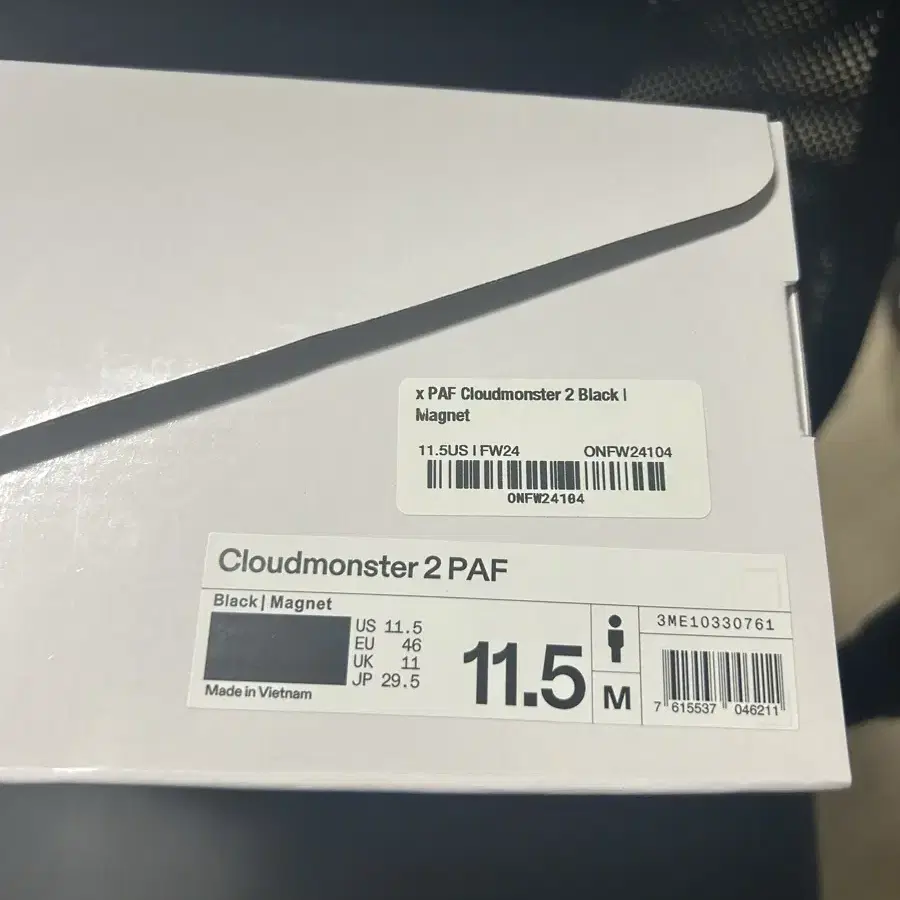 x PAF Cloudmonster 2 Black |
Magnet
11.5US | FW24 ONFW24104
ONFW24104
Cloudmonster 2 PAF
Black | Magnet
US 11.5
EU 46
UK 11
JP 29.5
Made in Vietnam
11.5
M
3ME10330761
7 615537 046211